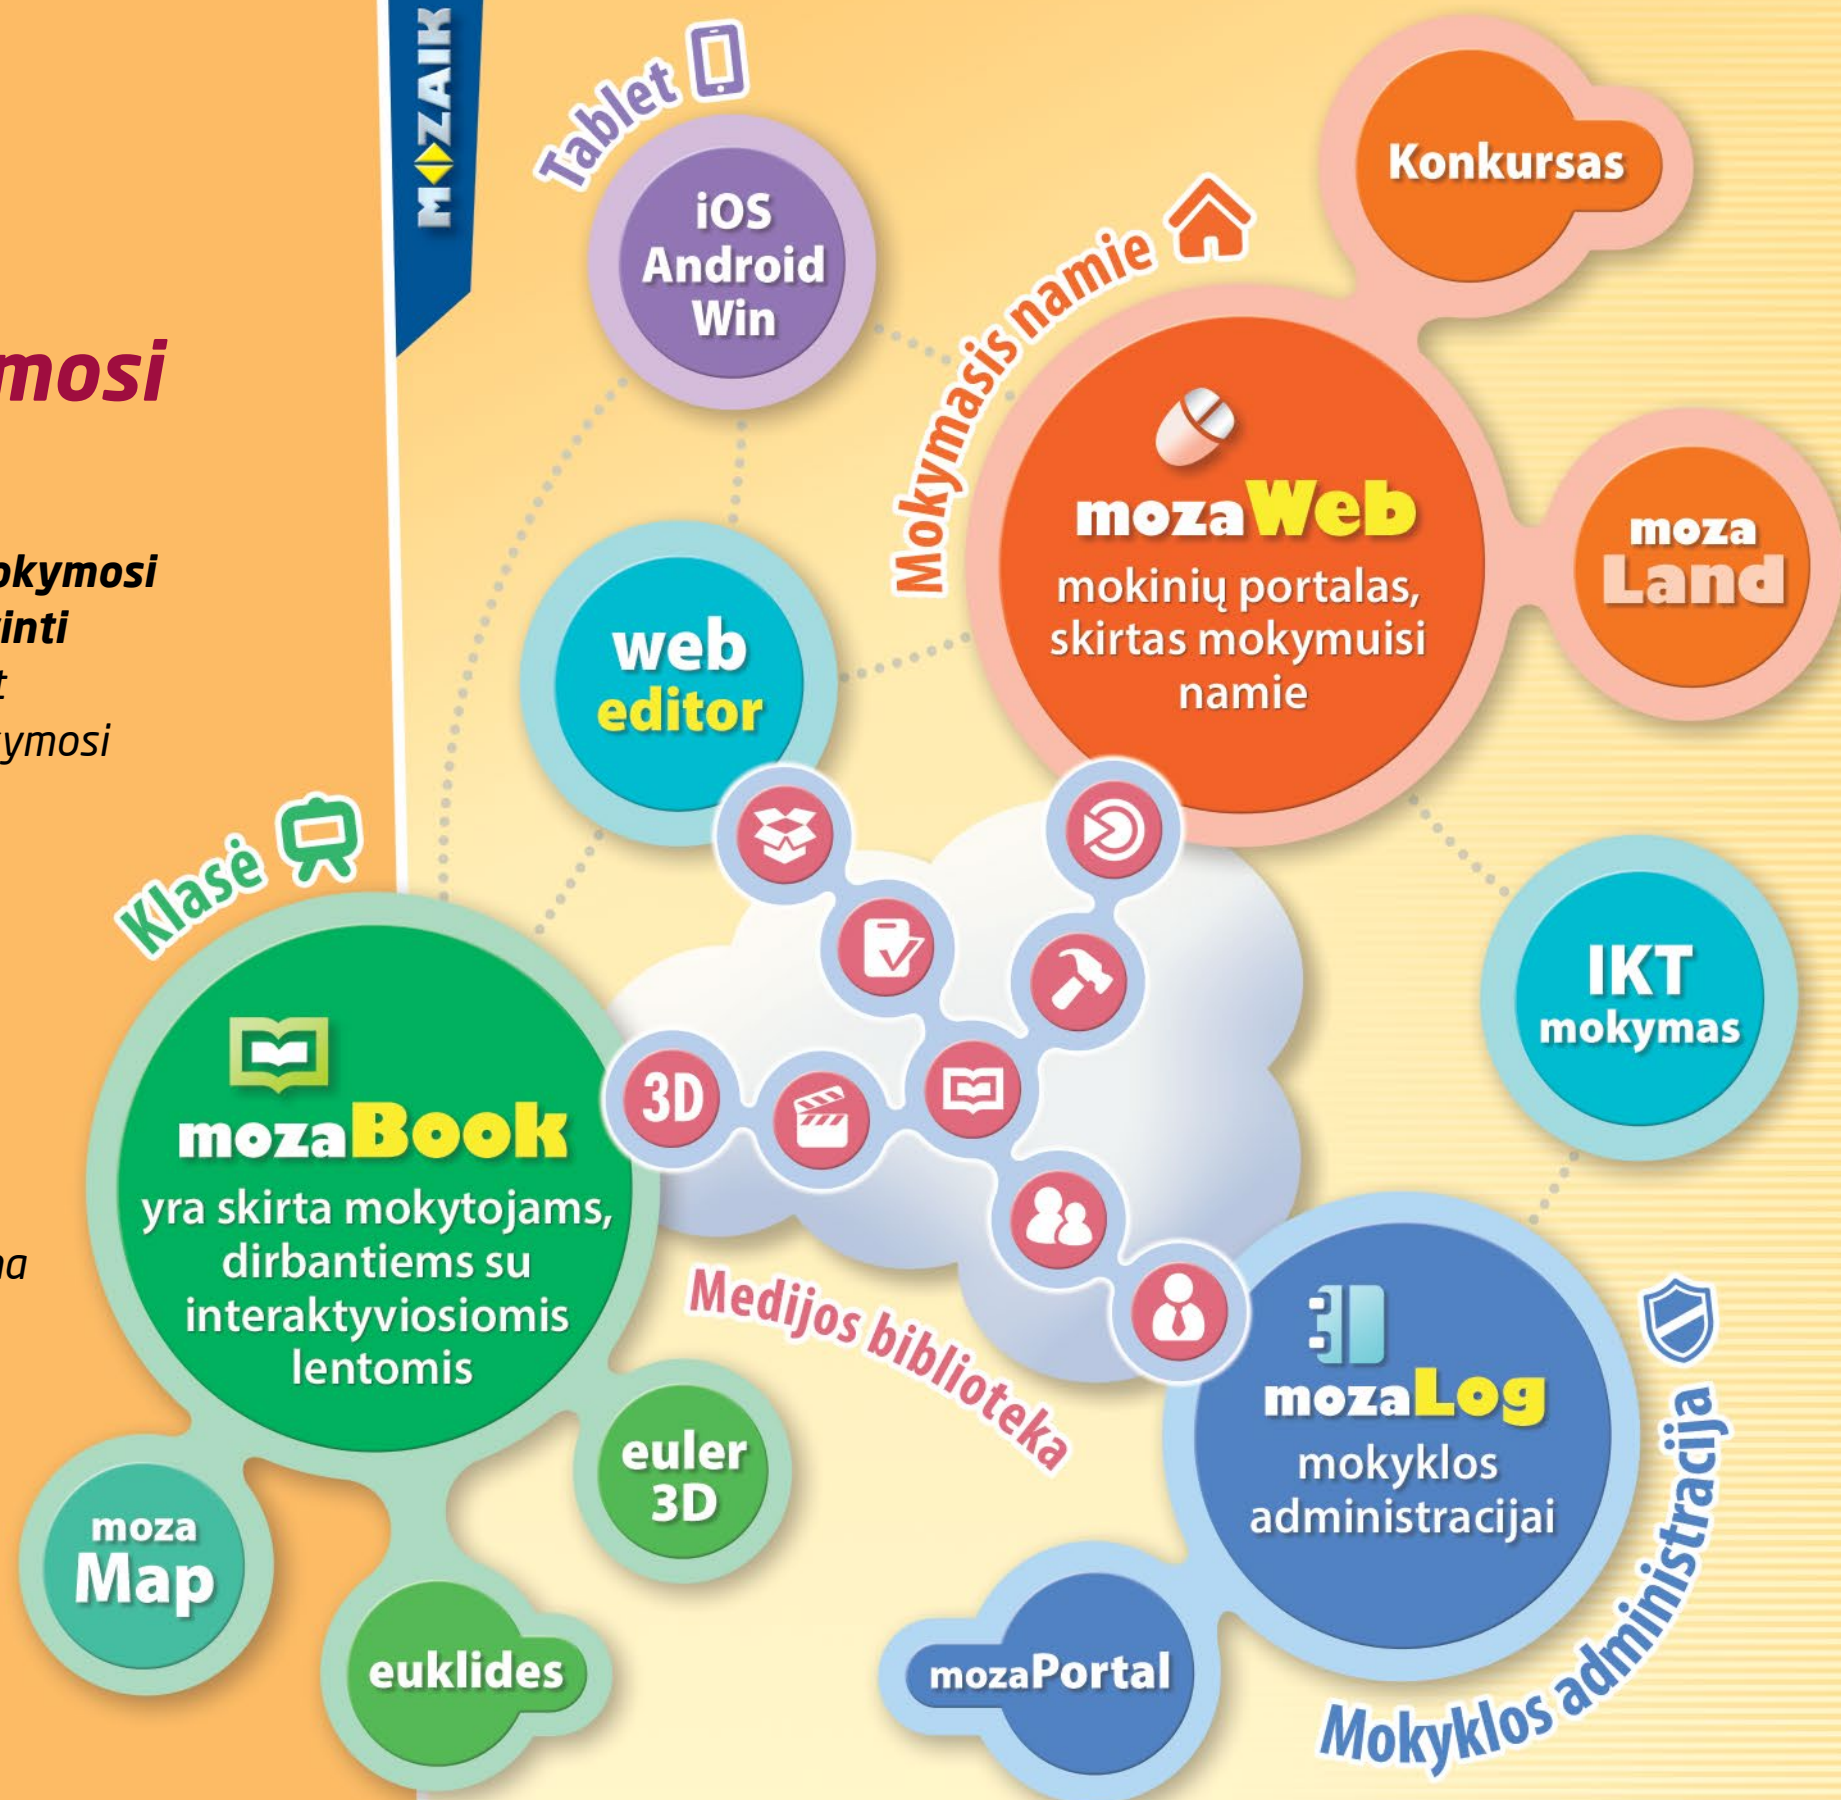 MOZAIK
mosi
okymosi
inti
t
ymosi
na
Tablet
iOS
Android
Win
Mokymasis namie
Konkursas
mozaWeb
mokinių portalas,
skirtas mokymuisi
namie
moza
Land
web
editor
IKT
mokymas
Klasė
mozaBook
yra skirta mokytojams,
dirbantiems su
interaktyviosiomis
lentomis
3D
Medijos biblioteka
euler
3D
moza
Map
euklides
mozaLog
mokyklos
administracijai
mozaPortal
Mokyklos administracija